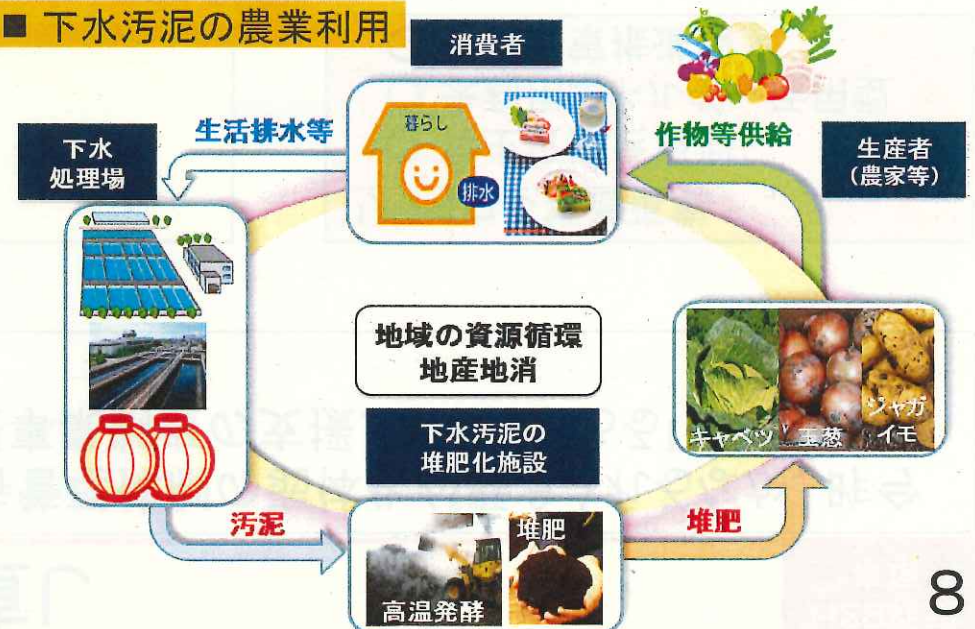 ■ 下水汚泥の農業利用
消費者
生活排水等
暮らし
排水
作物等供給
下水
処理場
生産者
(農家等)
地域の資源循環
地産地消
キャベツ
玉葱
ジャガ
イモ
下水汚泥の
堆肥化施設
汚泥
高温発酵
堆肥
堆肥
8